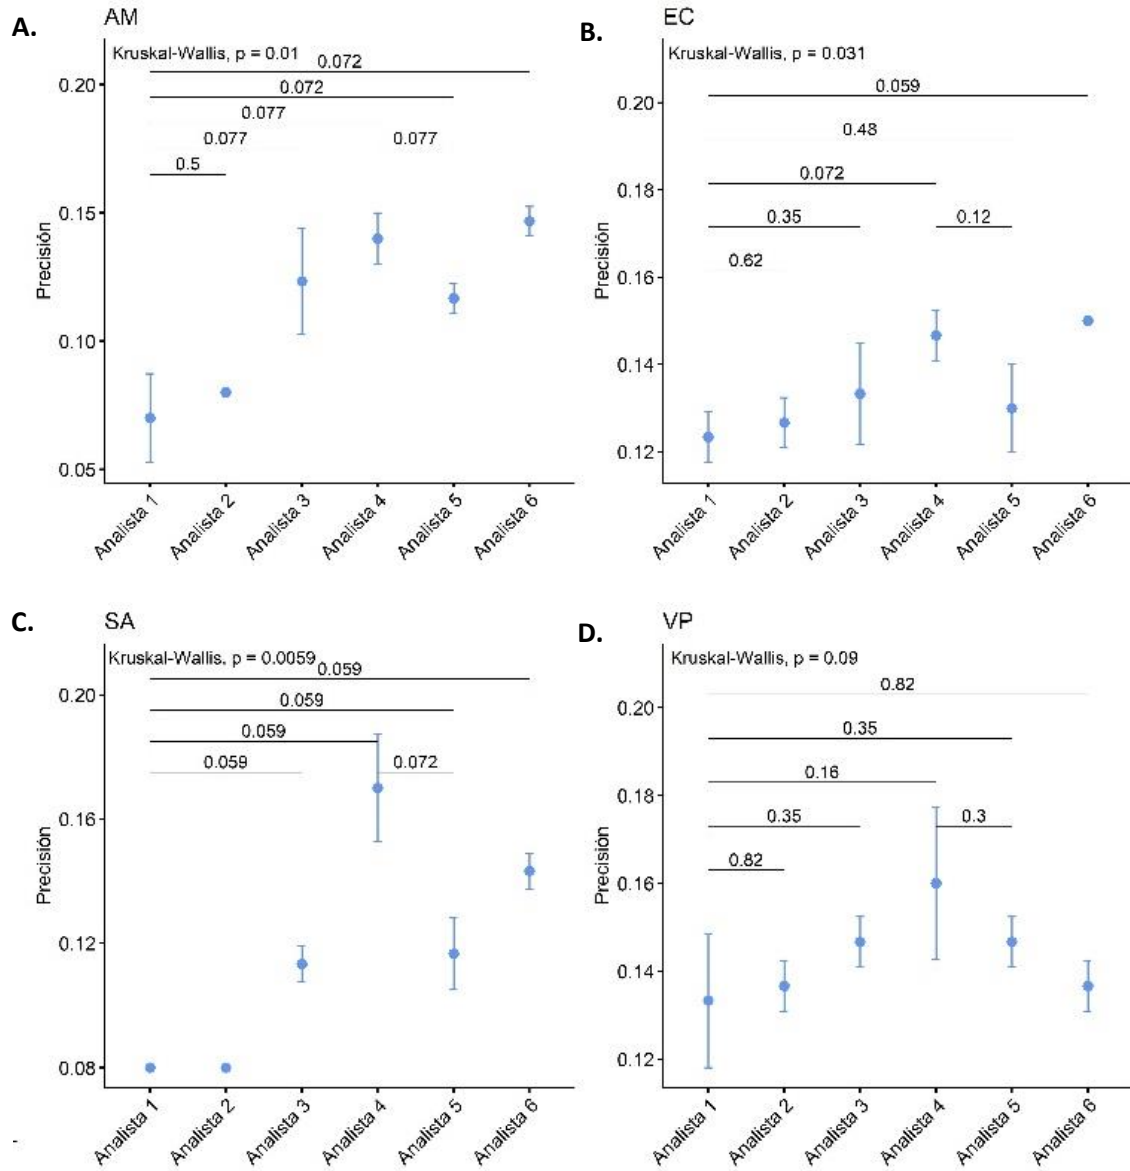 A.
AM
Kruskal-Wallis, p = 0.01
0.072
0.072
0.077
0.077
0.077
0.5
Precisión
0.20
0.15
0.10
0.05
Analista 1
Analista 2
Analista 3
Analista 4
Analista 5
Analista 6
B.
EC
Kruskal-Wallis, p = 0.031
0.059
0.48
0.072
0.35
0.12
0.62
Precisión
0.20
0.18
0.16
0.14
0.12
Analista 1
Analista 2
Analista 3
Analista 4
Analista 5
Analista 6
C.
SA
Kruskal-Wallis, p = 0.0059
0.059
0.059
0.059
0.059
0.072
Precisión
0.20
0.16
0.12
0.08
Analista 1
Analista 2
Analista 3
Analista 4
Analista 5
Analista 6
D.
VP
Kruskal-Wallis, p = 0.09
0.82
0.35
0.16
0.35
0.3
0.82
Precisión
0.20
0.18
0.16
0.14
0.12
Analista 1
Analista 2
Analista 3
Analista 4
Analista 5
Analista 6